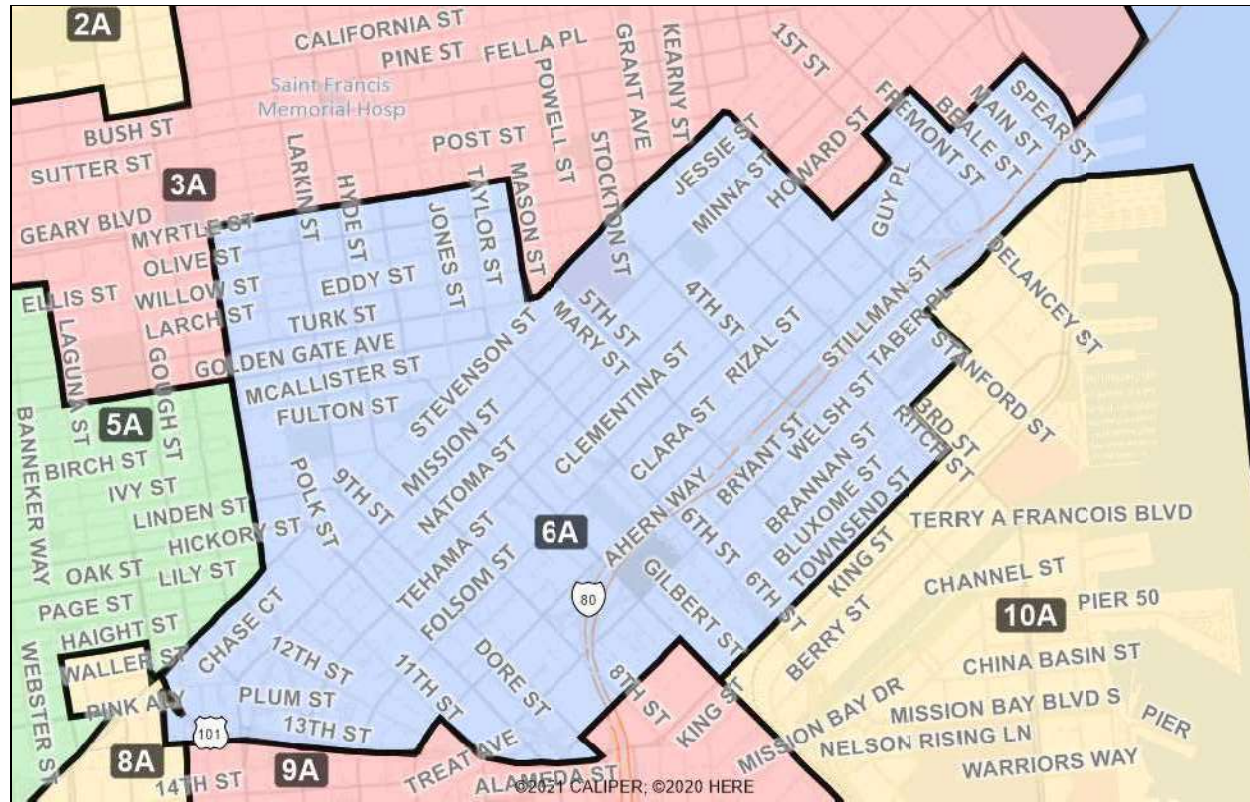 2A
CALIFORNIA ST
PINE ST
FELLA PL
GRANT AVE
KEARNY ST
1ST ST
Saint Francis
Memorial Hosp
POWELL ST
STOCKTON ST
BUSH ST
SUTTER ST
POST ST
LARKIN ST
HYDE ST
JONES ST
TAYLOR ST
MASON ST
3A
JESSIE ST
MINNA ST
HOWARD ST
FREMONT ST
BEALE ST
MAIN ST
SPEAR ST
GUY PL
GEARY BLVD
MYRTLE ST
OLIVE ST
ELLIS ST
WILLOW ST
LARCH ST
EDDY ST
TURK ST
GOLDEN GATE AVE
MCALLISTER ST
FULTON ST
LAGUNA ST
GOUGH ST
5A
BANNEKER WAY
BIRCH ST
IVY ST
LINDEN ST
HICKORY ST
OAK ST
LILY ST
PAGE ST
HAIGHT ST
WALLER ST
PINK ALY
WEBSTER ST
STEVENSON ST
5TH ST
MARY ST
4TH ST
RIZAL ST
STILLMAN ST
TABER PL
DELANCEY ST
STANFORD ST
3RD ST
RITCH ST
MISSION ST
NATOMA ST
CLEMENTINA ST
CLARA ST
BRYANT ST
WELSH ST
BRANNAN ST
BLUXOME ST
TOWNSEND ST
POLK ST
9TH ST
TEHAMA ST
FOLSOM ST
6A
AHERN WAY
6TH ST
6TH ST
GILBERT ST
80
KING ST
BERRY ST
TERRY A FRANCOIS BLVD
CHANNEL ST
10A
PIER 50
CHINA BASIN ST
MISSION BAY DR
MISSION BAY BLVD S
PIER
NELSON RISING LN
WARRIORS WAY
CHASE CT
12TH ST
11TH ST
DORE ST
8TH ST
KING ST
PLUM ST
13TH ST
101
8A
14TH ST
9A
TREAT AVE
ALAMEDA ST
©2021 CALIPER; ©2020 HERE